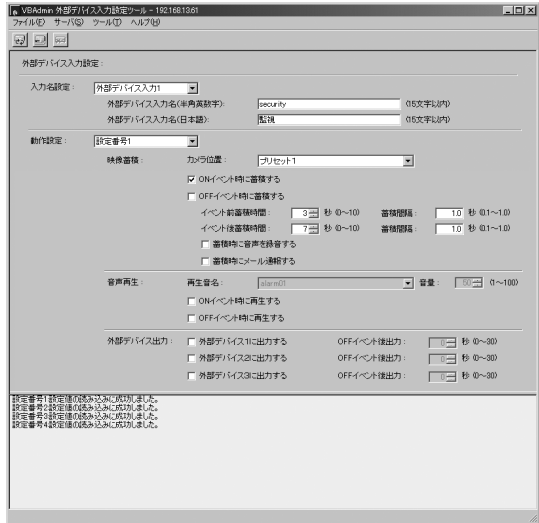 VBAdmin 外部デバイス入力設定ツール - 192.168.13.61
ファイル(F) サーバ(S) ツール(T) ヘルプ(H)
外部デバイス入力設定:
入力名設定: 外部デバイス入力1
外部デバイス入力名(半角英数字): security (15文字以内)
外部デバイス入力名(日本語): 監視 (15文字以内)
動作設定: 設定番号1
映像蓄積: カメラ位置: プリセット1
ONイベント時に蓄積する
OFFイベント時に蓄積する
イベント前蓄積時間: 3 秒 (0～10) 蓄積間隔: 1.0 秒 (0.1～1.0)
イベント後蓄積時間: 7 秒 (0～10) 蓄積間隔: 1.0 秒 (0.1～1.0)
蓄積時に音声を録音する
蓄積時にメール通報する
音声再生: 再生音名: alarm01 音量: 50 (1～100)
ONイベント時に再生する
OFFイベント時に再生する
外部デバイス出力: 外部デバイス1に出力する OFFイベント後出力: 0 秒 (0～30)
外部デバイス2に出力する OFFイベント後出力: 0 秒 (0～30)
外部デバイス3に出力する OFFイベント後出力: 0 秒 (0～30)
設定番号1設定値の読み込みに成功しました。
設定番号2設定値の読み込みに成功しました。
設定番号3設定値の読み込みに成功しました。
設定番号4設定値の読み込みに成功しました。